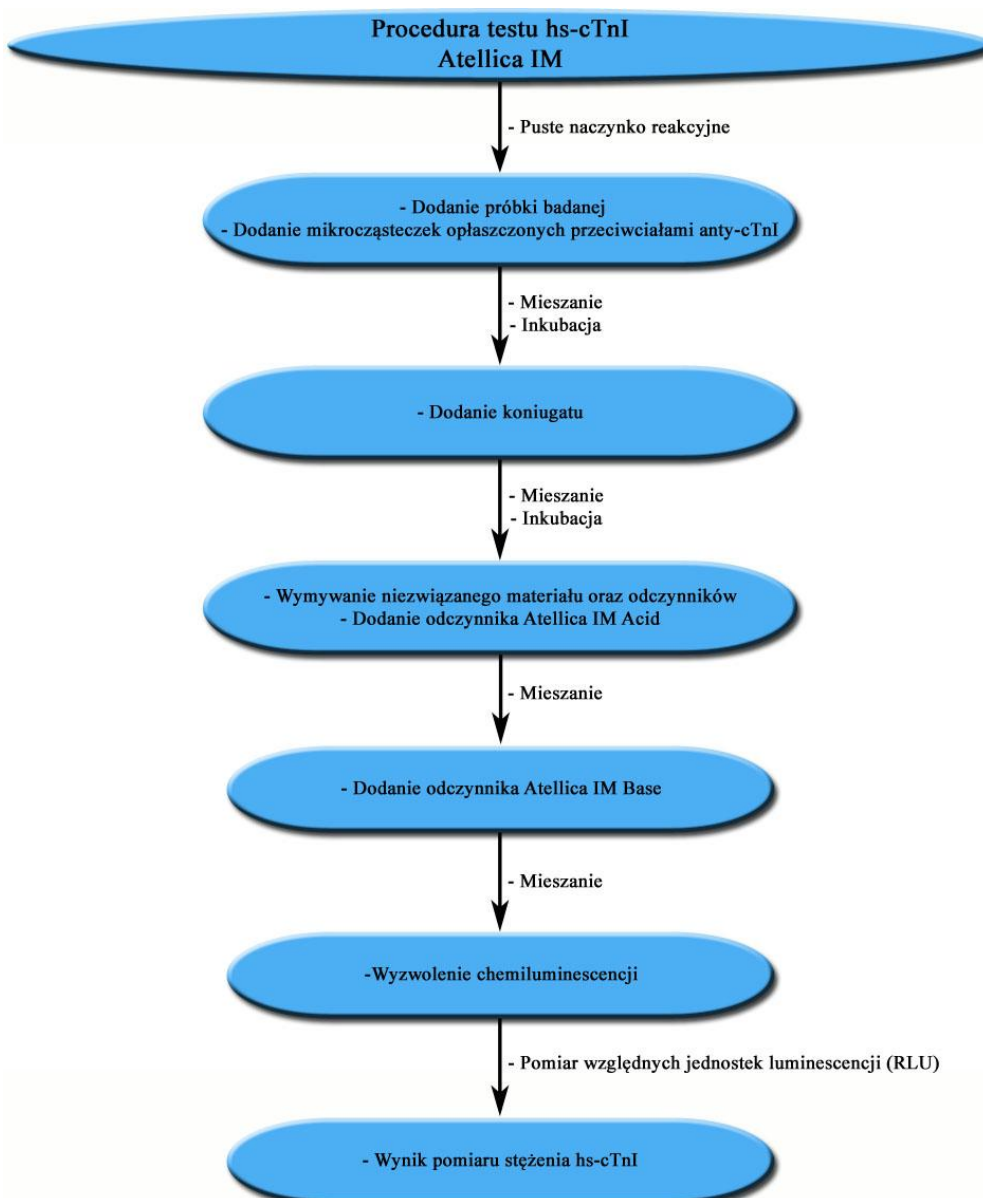 Procedura testu hs-cTnI
Atellica IM
- Puste naczynko reakcyjne
- Dodanie próbki badanej
- Dodanie mikrocząsteczek opłaszczonych przeciwciałami anty-cTnI
- Mieszanie
- Inkubacja
- Dodanie koniugatu
- Mieszanie
- Inkubacja
- Wymywanie niezwiązanego materiału oraz odczynników
- Dodanie odczynnika Atellica IM Acid
- Mieszanie
- Dodanie odczynnika Atellica IM Base
- Mieszanie
-Wyzwolenie chemiluminescencji
- Pomiar względnych jednostek luminescencji (RLU)
- Wynik pomiaru stężenia hs-cTnI